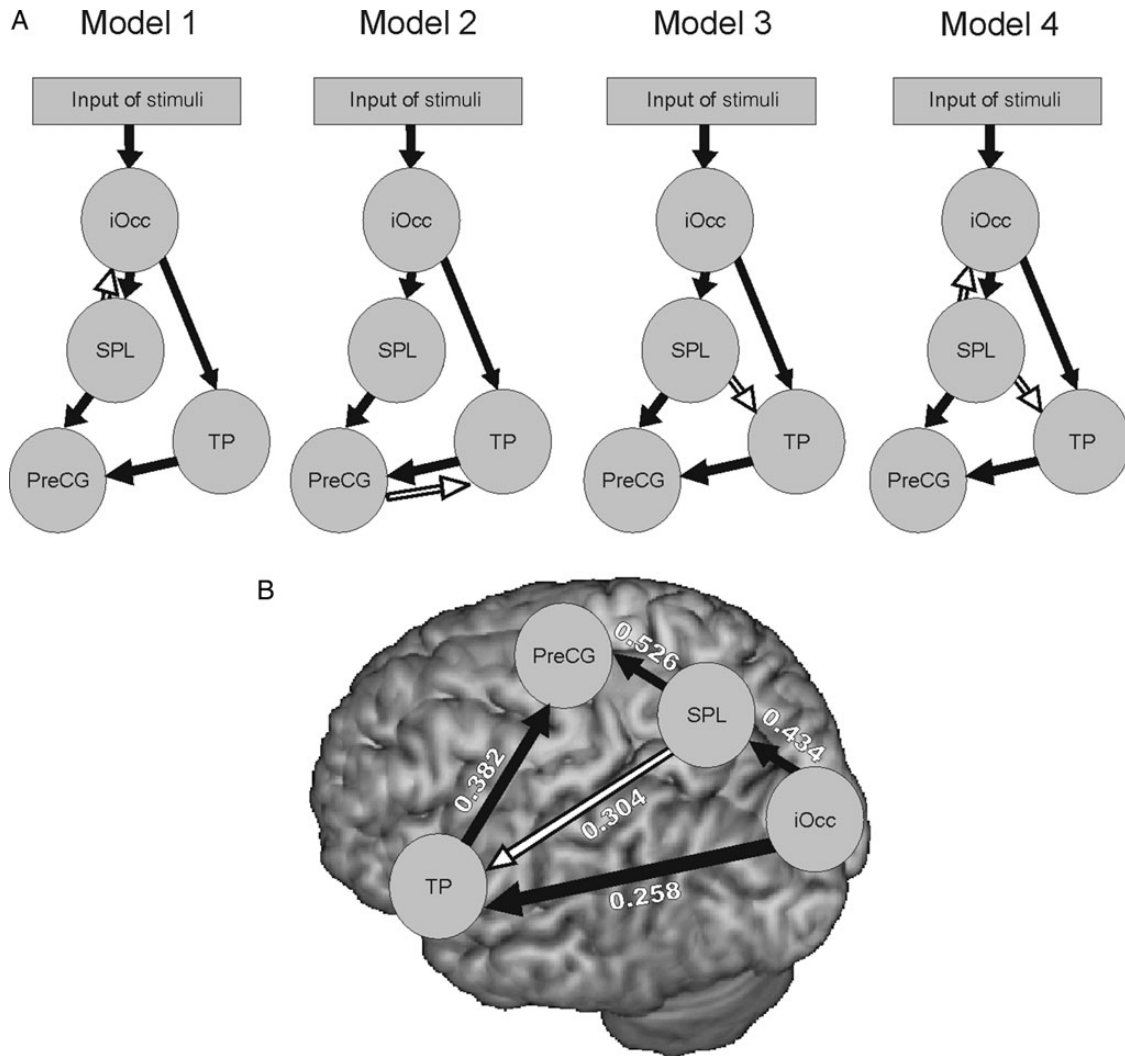 A
Model 1
Model 2
Model 3
Model 4
Input of stimuli
Input of stimuli
Input of stimuli
Input of stimuli
iOcc
iOcc
iOcc
iOcc
SPL
SPL
SPL
SPL
TP
TP
TP
TP
PreCG
PreCG
PreCG
PreCG
B
PreCG
0.526
SPL
0.434
0.382
0.304
iOcc
TP
0.258